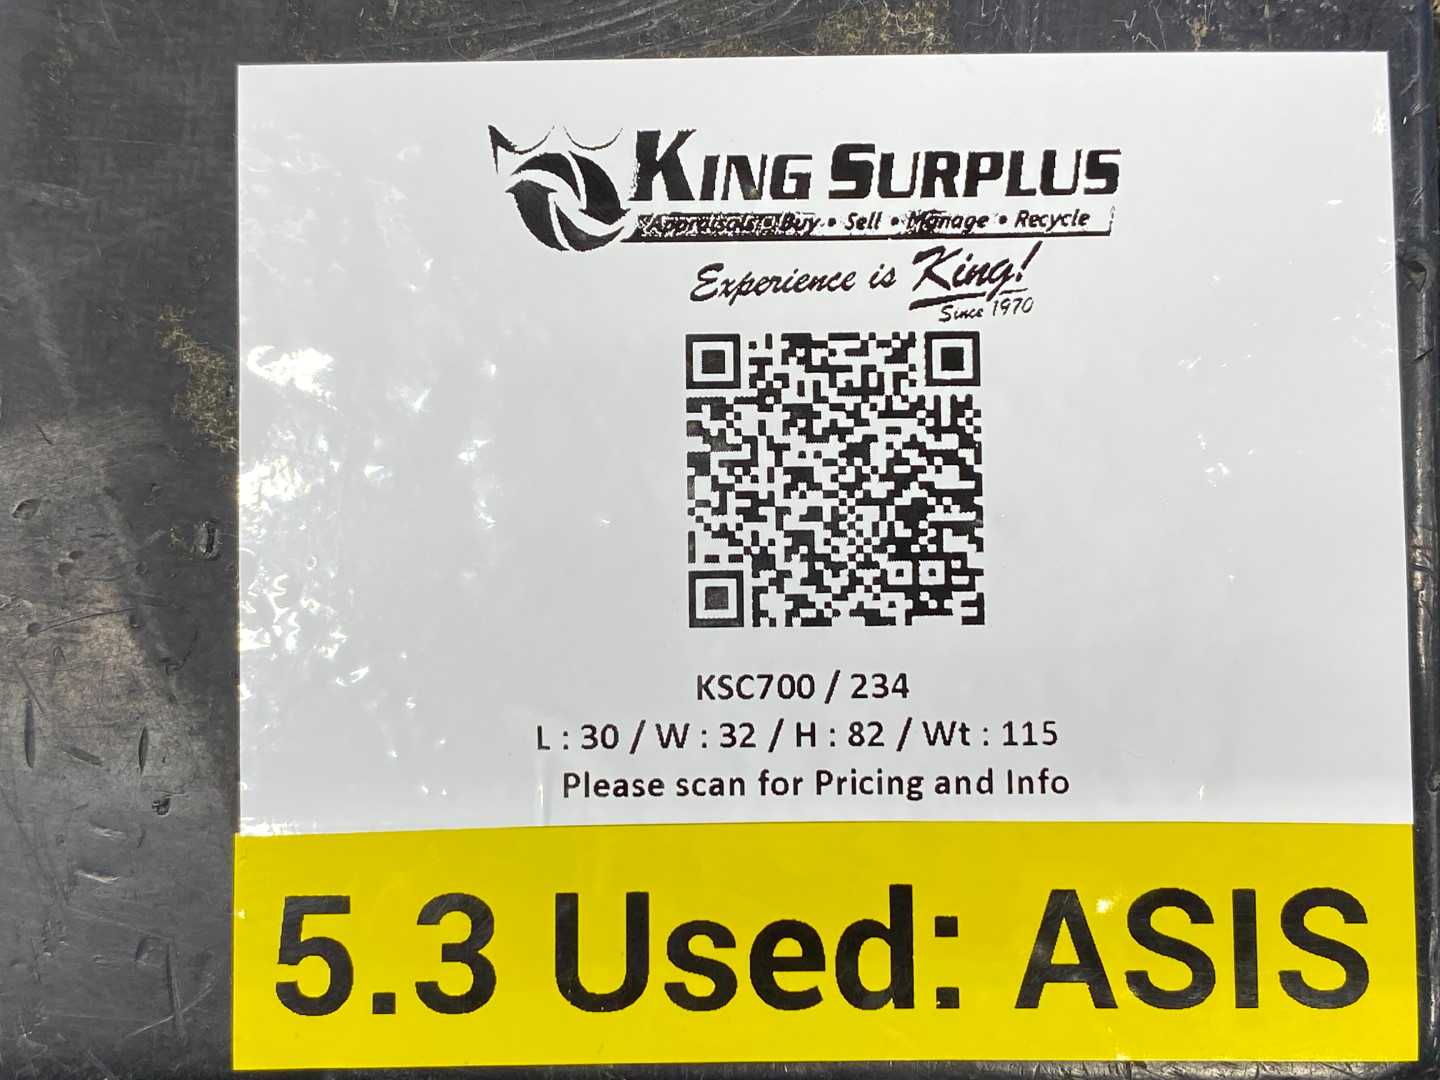 KING SURPLUS
Appraisals • Buy • Sell • Manage • Recycle
Experience is King!
Since 1970
KSC700 / 234
L : 30 / W : 32 / H : 82 / Wt : 115
Please scan for Pricing and Info
5.3 Used: ASIS